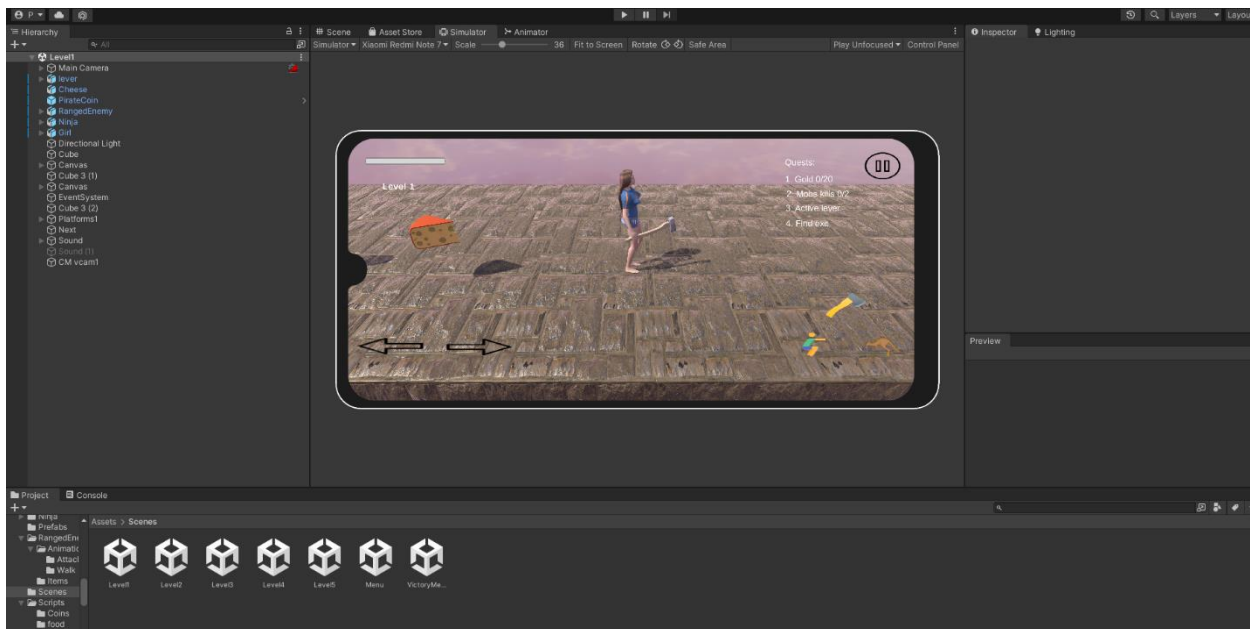 P
Layers
Layou
Hierarchy
Scene
Asset Store
Simulator
Animator
Inspector
Lighting
All
Simulator
Xiaomi Redmi Note 7
Scale
36
Fit to Screen
Rotate
Safe Area
Play Unfocused
Control Panel
Level1
Main Camera
lever
Cheese
PirateCoin
RangedEnemy
Ninja
Girl
Directional Light
Cube
Canvas
Cube 3 (1)
Canvas
EventSystem
Cube 3 (2)
Platforms1
Next
Sound
Sound (1)
CM vcam1
Level 1
Quests:
1. Gold 0/20
2. Mobs kills 0/2
3. Active lever
4. Find exe
Preview
Project
Console
Ninja
Prefabs
RangedEn
Animatic
Attacl
Walk
Items
Scenes
Scripts
Coins
food
Assets > Scenes
Level1
Level2
Level3
Level4
Level5
Menu
VictoryMe...